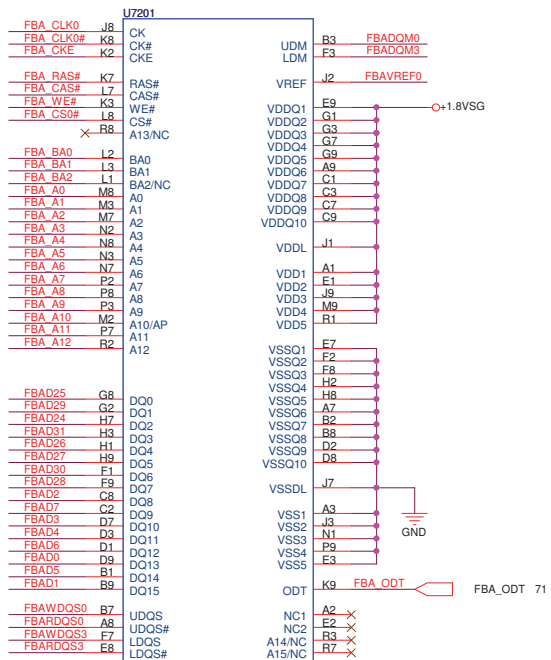 U7201
FBA_CLK0 J8 CK
FBA_CLK0# K8 CK#
FBA_CKE K2 CKE
FBA_RAS# K7 RAS#
FBA_CAS# L7 CAS#
FBA_WE# K3 WE#
FBA_CS0# L8 CS#
R8 A13/NC
FBA_BA0 L2 BA0
FBA_BA1 L3 BA1
FBA_BA2 L1 BA2/NC
FBA_A0 M8 A0
FBA_A1 M3 A1
FBA_A2 M7 A2
FBA_A3 N2 A3
FBA_A4 N8 A4
FBA_A5 N3 A5
FBA_A6 N7 A6
FBA_A7 P2 A7
FBA_A8 P8 A8
FBA_A9 P3 A9
FBA_A10 M2 A10/AP
FBA_A11 P7 A11
FBA_A12 R2 A12
FBAD25 G8 DQ0
FBAD29 G2 DQ1
FBAD24 H7 DQ2
FBAD31 H3 DQ3
FBAD26 H1 DQ4
FBAD27 H9 DQ5
FBAD30 F1 DQ6
FBAD28 F9 DQ7
FBAD2 C8 DQ8
FBAD7 C2 DQ9
FBAD3 D7 DQ10
FBAD4 D3 DQ11
FBAD6 D1 DQ12
FBAD0 D9 DQ13
FBAD5 B1 DQ14
FBAD1 B9 DQ15
FBAWDQS0 B7 UDQS
FBARDQS0 A8 UDQS#
FBAWDQS3 F7 LDQS
FBARDQS3 E8 LDQS#
UDM B3 FBADQM0
LDM F3 FBADQM3
VREF J2 FBAVREF0
VDDQ1 E9 +1.8VSG
VDDQ2 G1
VDDQ3 G3
VDDQ4 G7
VDDQ5 G9
VDDQ6 A9
VDDQ7 C1
VDDQ8 C3
VDDQ9 C7
VDDQ10 C9
VDDL J1
VDD1 A1
VDD2 E1
VDD3 J9
VDD4 M9
VDD5 R1
VSSQ1 E7
VSSQ2 F2
VSSQ3 F8
VSSQ4 H2
VSSQ5 H8
VSSQ6 A7
VSSQ7 B2
VSSQ8 B8
VSSQ9 D2
VSSQ10 D8
VSSDL J7
VSS1 A3
VSS2 J3
VSS3 N1
VSS4 P9
VSS5 E3
GND
ODT K9 FBA_ODT FBA_ODT 71
NC1 A2
NC2 E2
A14/NC R3
A15/NC R7